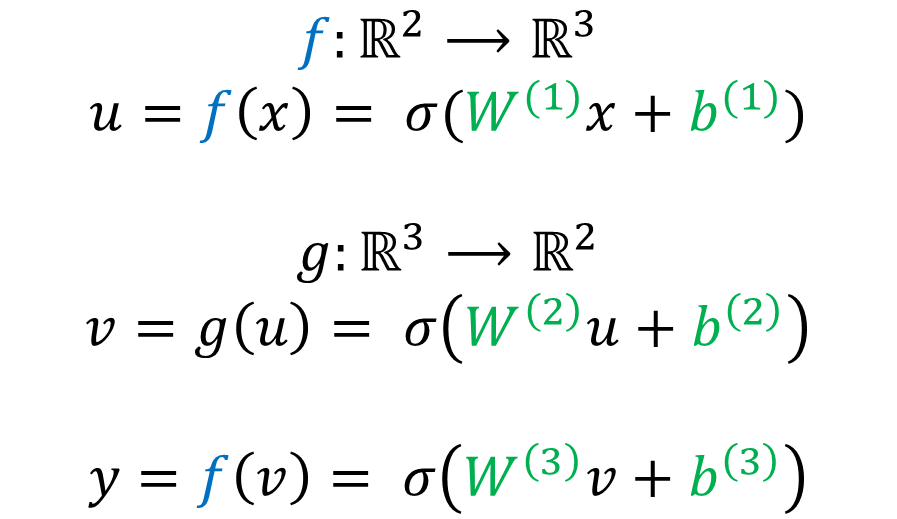 f: ℝ² ⟶ ℝ³
u = f(x) = σ(W⁽¹⁾x + b⁽¹⁾)
g: ℝ³ ⟶ ℝ²
v = g(u) = σ(W⁽²⁾u + b⁽²⁾)
y = f(v) = σ(W⁽³⁾v + b⁽³⁾)